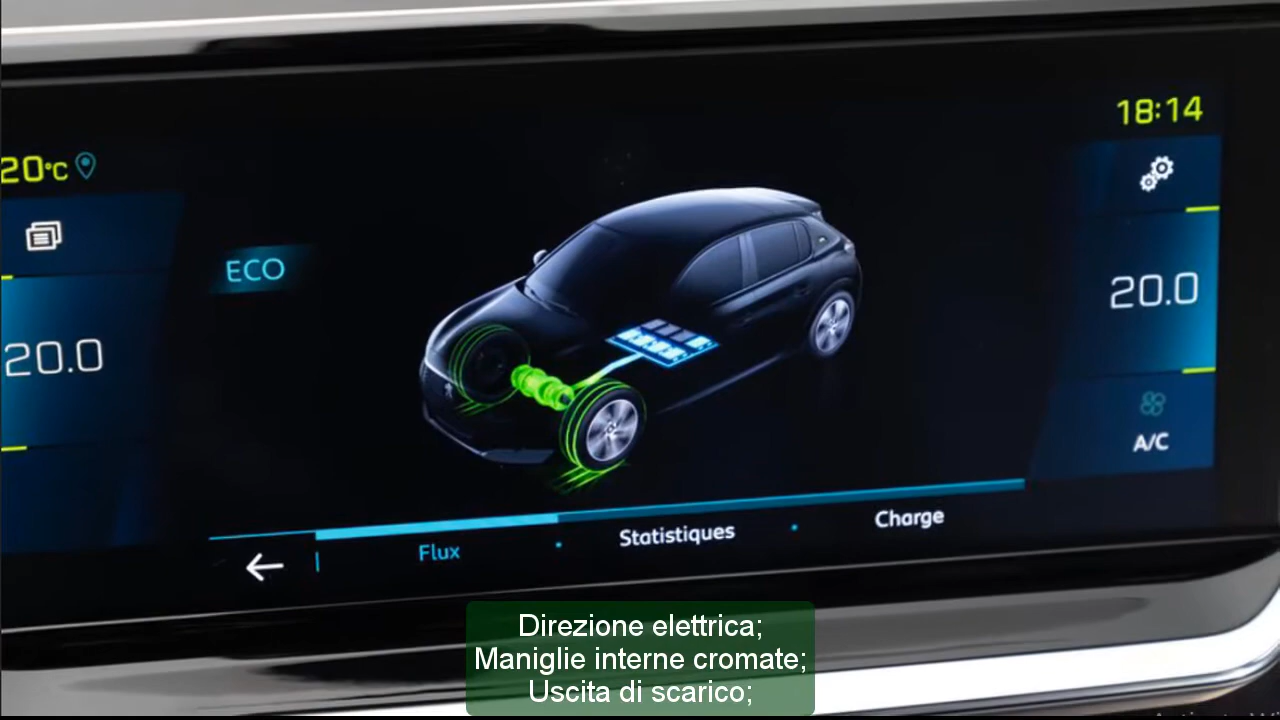 18:14
20°C
ECO
20.0
20.0
A/C
Flux
Statistiques
Charge
Direzione elettrica;
Maniglie interne cromate;
Uscita di scarico;